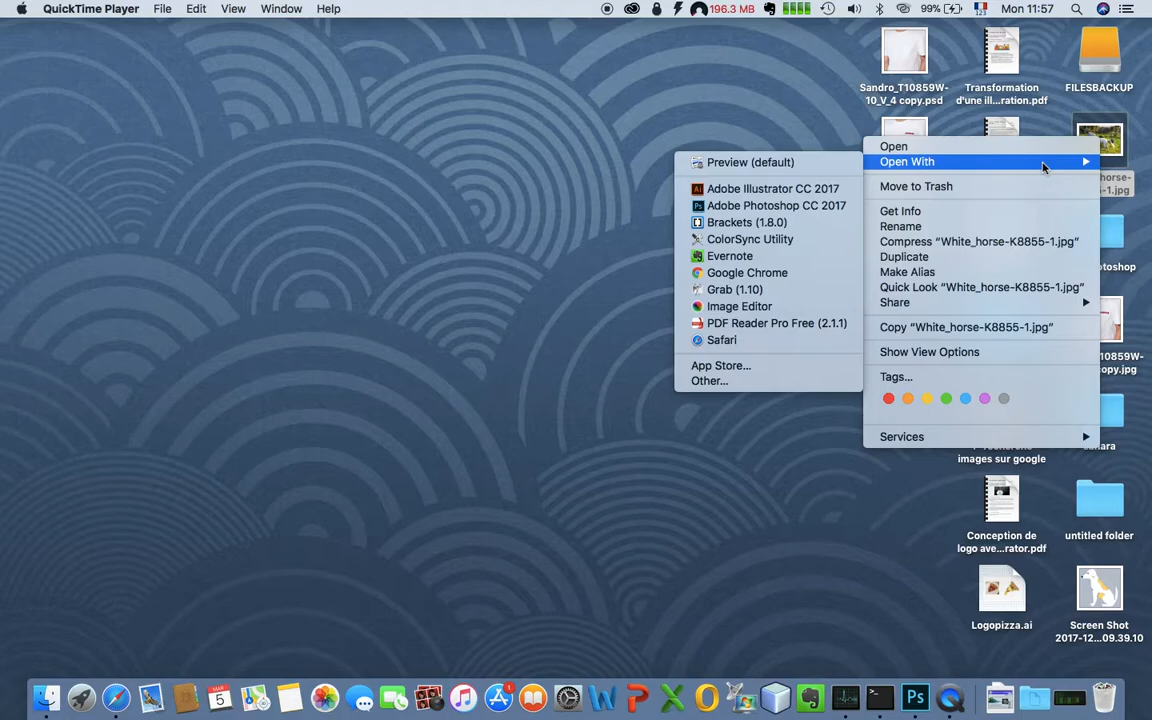 QuickTime Player File Edit View Window Help 196.3 MB 99% 123 Mon 11:57
Sandro_T10859W-
10_V_4 copy.psd
Transformation
d'une ill...ration.pdf
FILESBACKUP
Open
Open With
Move to Trash
Get Info
Rename
Compress “White_horse-K8855-1.jpg”
Duplicate
Make Alias
Quick Look “White_horse-K8855-1.jpg”
Share
Copy “White_horse-K8855-1.jpg”
Show View Options
Tags...
Services
Preview (default)
Adobe Illustrator CC 2017
Adobe Photoshop CC 2017
Brackets (1.8.0)
ColorSync Utility
Evernote
Google Chrome
Grab (1.10)
Image Editor
PDF Reader Pro Free (2.1.1)
Safari
App Store...
Other...
horse-
-1.jpg
otoshop
10859W-
opy.jpg
images sur google
Conception de
logo ave...rator.pdf
untitled folder
Logopizza.ai
Screen Shot
2017-12...09.39.10
MAR
5
1